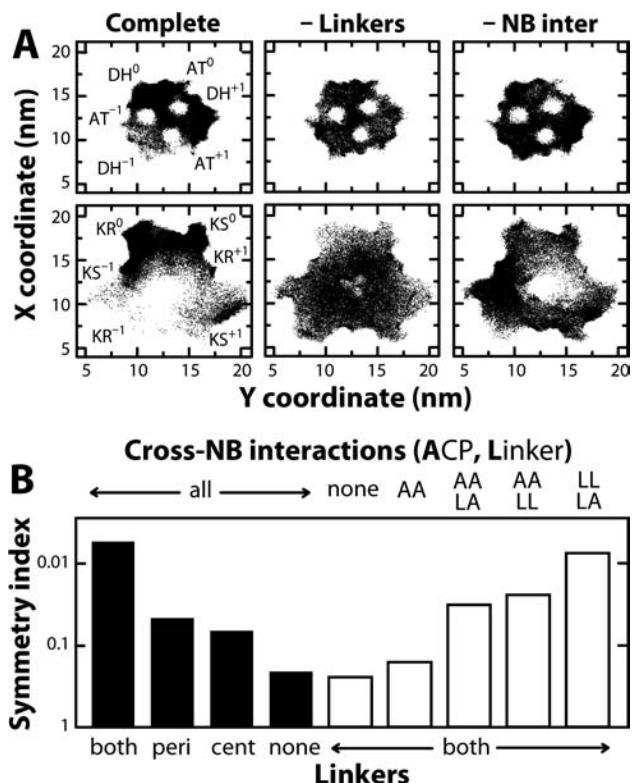 A
Complete
– Linkers
– NB inter
20
15
10
5
DH⁰
AT⁰
DH⁺¹
AT⁻¹
DH⁻¹
AT⁺¹
20
15
10
5
KR⁰
KS⁰
KS⁻¹
KR⁺¹
KR⁻¹
KS⁺¹
X coordinate (nm)
5 10 15 20 5 10 15 20 5 10 15 20
Y coordinate (nm)
Cross-NB interactions (ACP, Linker)
B
all none AA AA AA LL
LA LL LA
Symmetry index
0.01
0.1
1
both peri cent none both
Linkers